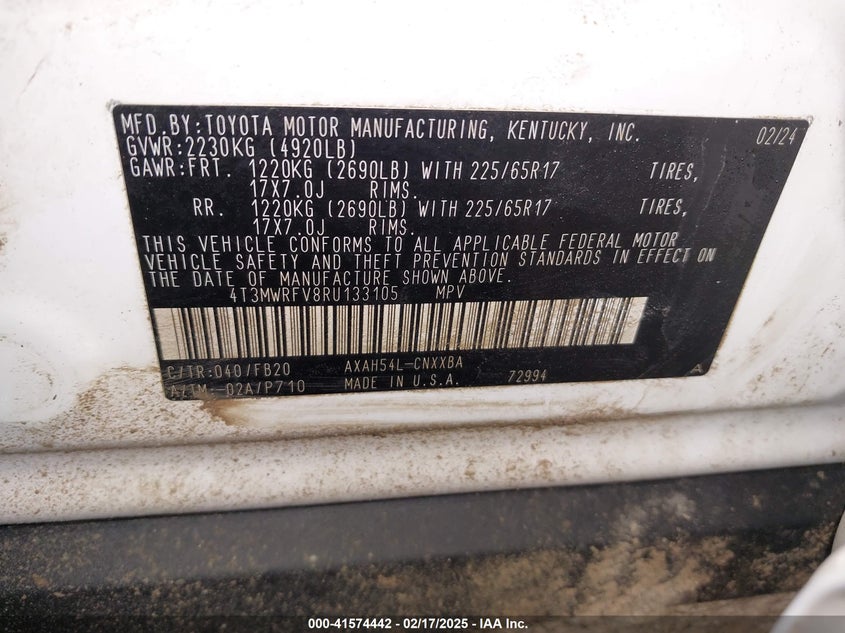 MFD.BY:TOYOTA MOTOR MANUFACTURING, KENTUCKY, INC. 02/24
GVWR:2230KG (4920LB)
GAWR:FRT. 1220KG (2690LB) WITH 225/65R17 TIRES,
17X7.0J RIMS.
RR. 1220KG (2690LB) WITH 225/65R17 TIRES,
17X7.0J RIMS.
THIS VEHICLE CONFORMS TO ALL APPLICABLE FEDERAL MOTOR
VEHICLE SAFETY AND THEFT PREVENTION STANDARDS IN EFFECT ON
THE DATE OF MANUFACTURE SHOWN ABOVE.
4T3MWRFV8RU133105 MPV
C/TR:040/FB20 AXAH54L-CNXXBA
A/TM:-02A/P710 MADE IN U.S.A. 72994 A
000-41574442 - 02/17/2025 - IAA Inc.